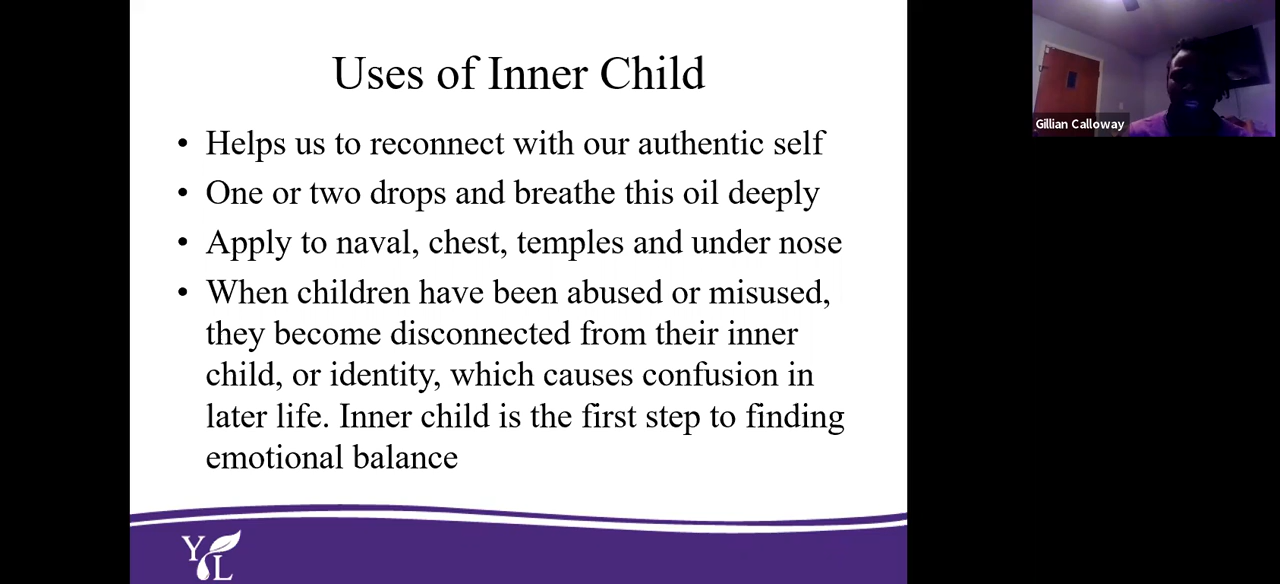 Uses of Inner Child
• Helps us to reconnect with our authentic self
• One or two drops and breathe this oil deeply
• Apply to naval, chest, temples and under nose
• When children have been abused or misused,
they become disconnected from their inner
child, or identity, which causes confusion in
later life. Inner child is the first step to finding
emotional balance
Y L
Gillian Calloway